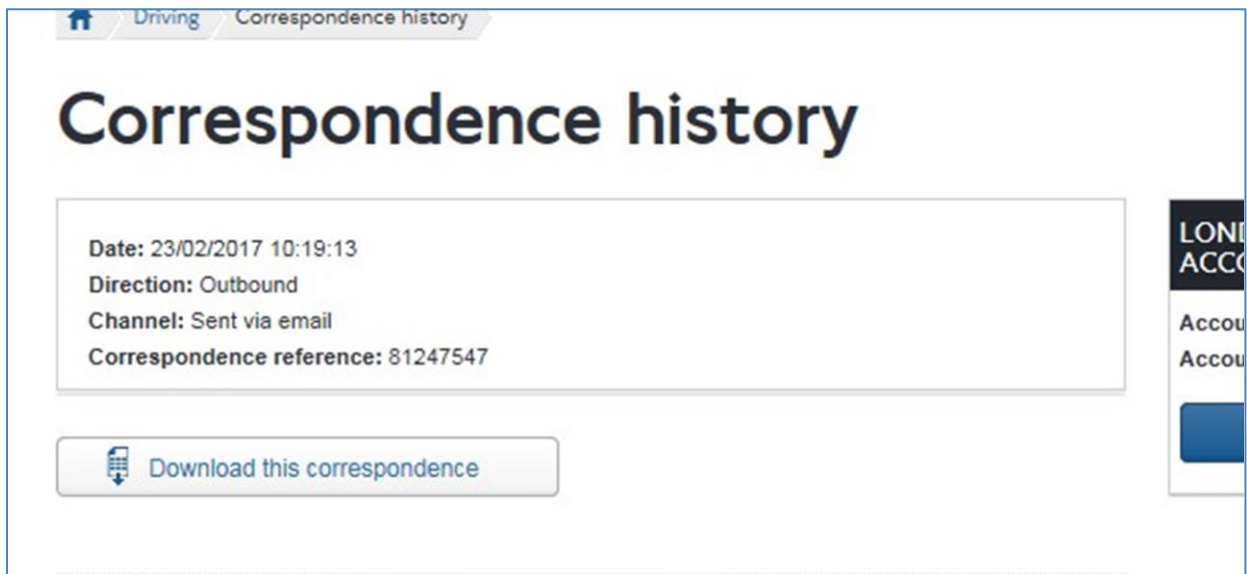 Driving Correspondence history
Correspondence history
Date: 23/02/2017 10:19:13
Direction: Outbound
Channel: Sent via email
Correspondence reference: 81247547
Download this correspondence